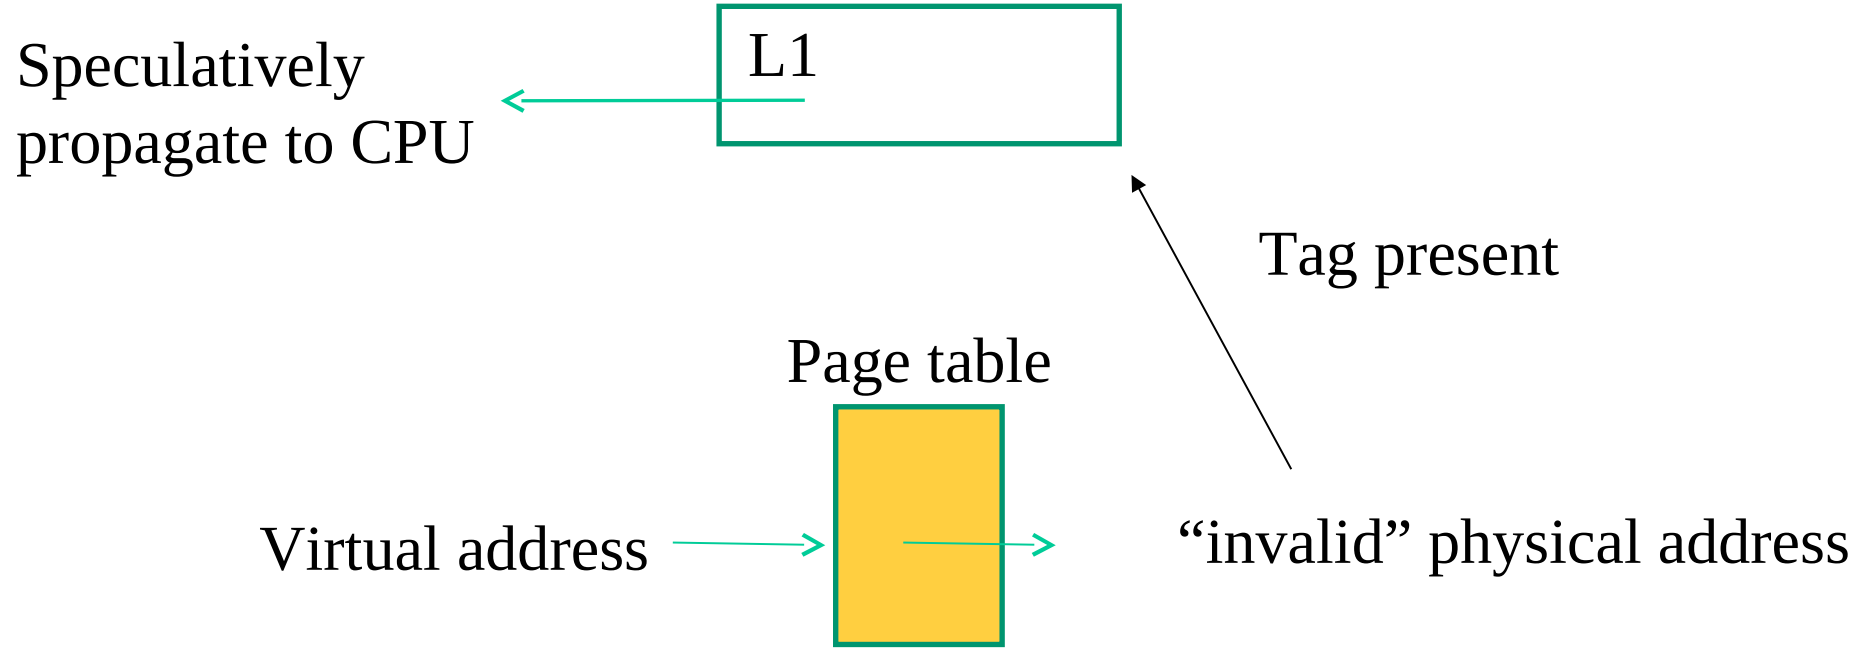 L1
Speculatively
propagate to CPU
Tag present
Page table
Virtual address
“invalid” physical address